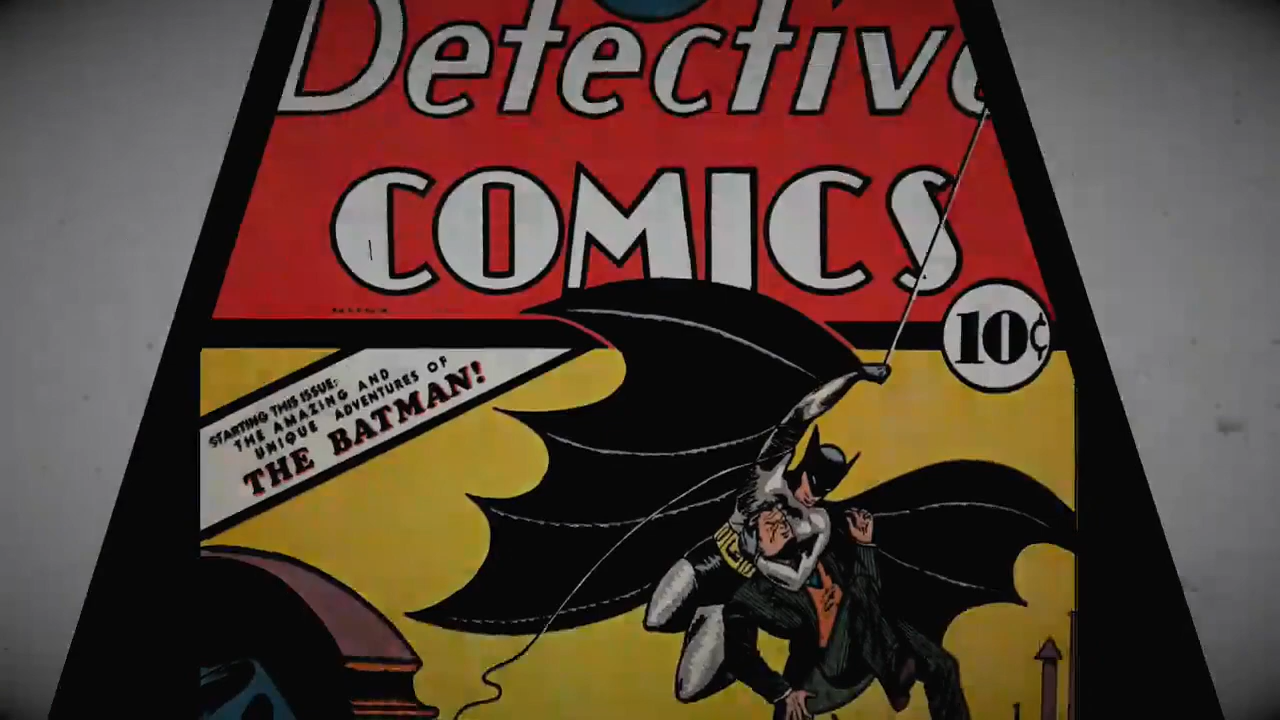 Detective
COMICS
10¢
STARTING THIS ISSUE:
THE AMAZING AND
UNIQUE ADVENTURES OF
THE BATMAN!